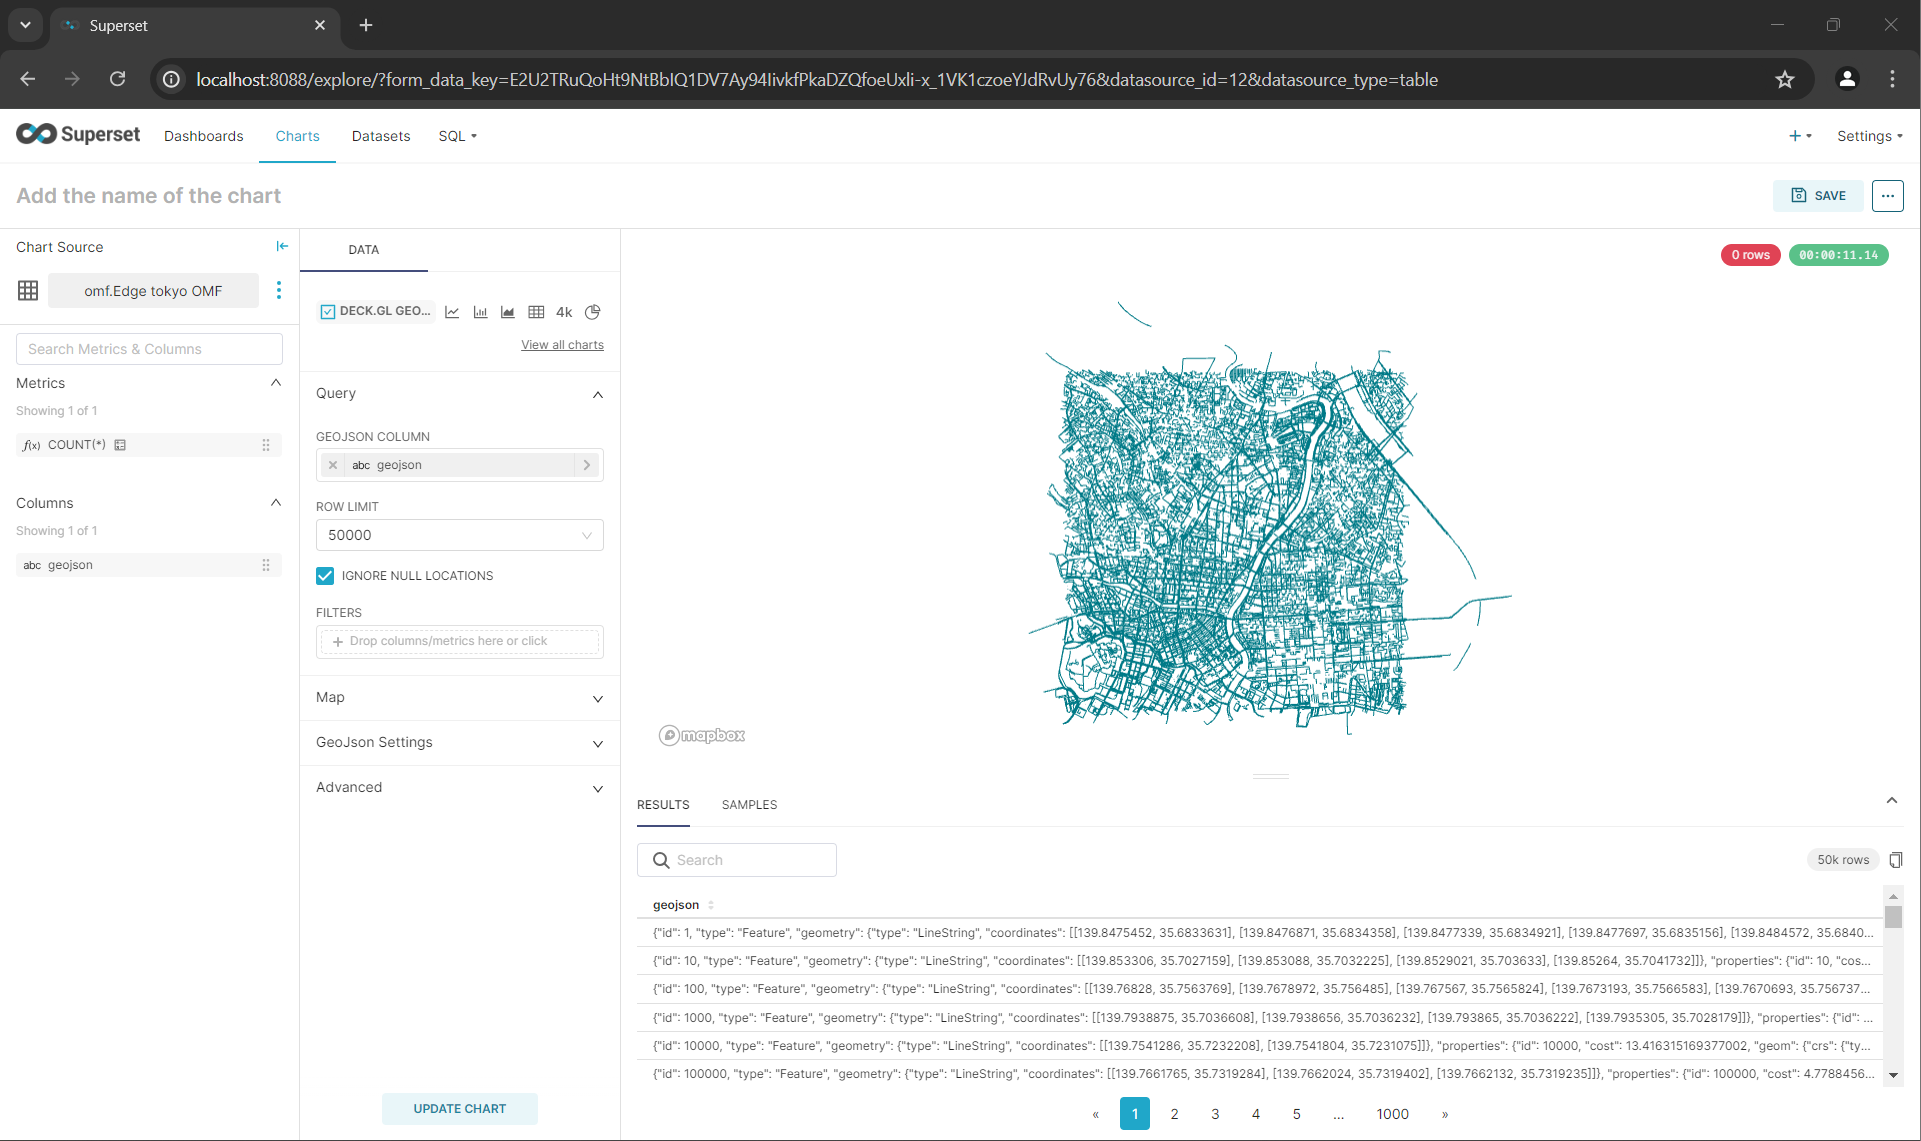 Superset
localhost:8088/explore/?form_data_key=E2U2TRuQoHt9NtBbIQ1DV7Ay94IivkfPkaDZQfoeUxli-x_1VK1czoeYJdRvUy76&datasource_id=12&datasource_type=table
Superset Dashboards Charts Datasets SQL Settings
Add the name of the chart
SAVE
Chart Source
omf.Edge tokyo OMF
Search Metrics & Columns
Metrics
Showing 1 of 1
f(x) COUNT(*)
Columns
Showing 1 of 1
abc geojson
DATA
DECK.GL GEO... 4k
View all charts
Query
GEOJSON COLUMN
abc geojson
ROW LIMIT
50000
IGNORE NULL LOCATIONS
FILTERS
Drop columns/metrics here or click
Map
GeoJson Settings
Advanced
UPDATE CHART
0 rows 00:00:11.14
mapbox
RESULTS SAMPLES
Search
50k rows
geojson
{"id": 1, "type": "Feature", "geometry": {"type": "LineString", "coordinates": [[139.8475452, 35.6833631], [139.8476871, 35.6834358], [139.8477339, 35.6834921], [139.8477697, 35.6835156], [139.8484572, 35.6840...
{"id": 10, "type": "Feature", "geometry": {"type": "LineString", "coordinates": [[139.853306, 35.7027159], [139.853088, 35.7032225], [139.8529021, 35.703633], [139.85264, 35.7041732]]}, "properties": {"id": 10, "cos...
{"id": 100, "type": "Feature", "geometry": {"type": "LineString", "coordinates": [[139.76828, 35.7563769], [139.7678972, 35.756485], [139.767567, 35.7565824], [139.7673193, 35.7566583], [139.7670693, 35.756737...
{"id": 1000, "type": "Feature", "geometry": {"type": "LineString", "coordinates": [[139.7938875, 35.7036608], [139.7938656, 35.7036232], [139.793865, 35.7036222], [139.7935305, 35.7028179]]}, "properties": {"id": ...
{"id": 10000, "type": "Feature", "geometry": {"type": "LineString", "coordinates": [[139.7541286, 35.7232208], [139.7541804, 35.7231075]]}, "properties": {"id": 10000, "cost": 13.416315169377002, "geom": {"crs": {"ty...
{"id": 100000, "type": "Feature", "geometry": {"type": "LineString", "coordinates": [[139.7661765, 35.7319284], [139.7662024, 35.7319402], [139.7662132, 35.7319235]]}, "properties": {"id": 100000, "cost": 4.7788456...
« 1 2 3 4 5 ... 1000 »